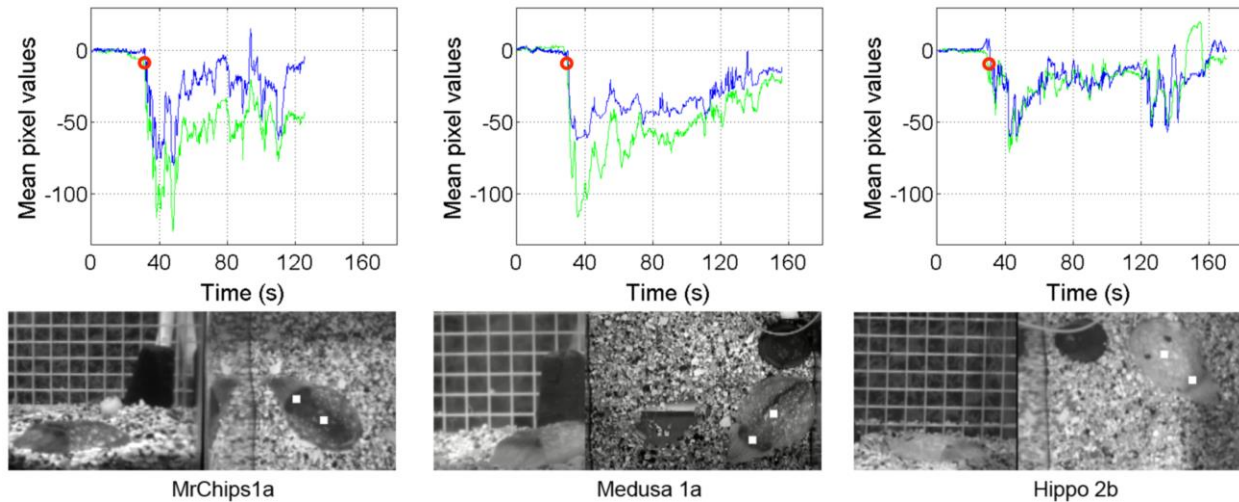 0
-50
-100
Mean pixel values
0 40 80 120 160
Time (s)
0
-50
-100
Mean pixel values
0 40 80 120 160
Time (s)
0
-50
-100
Mean pixel values
0 40 80 120 160
Time (s)
MrChips1a
Medusa 1a
Hippo 2b